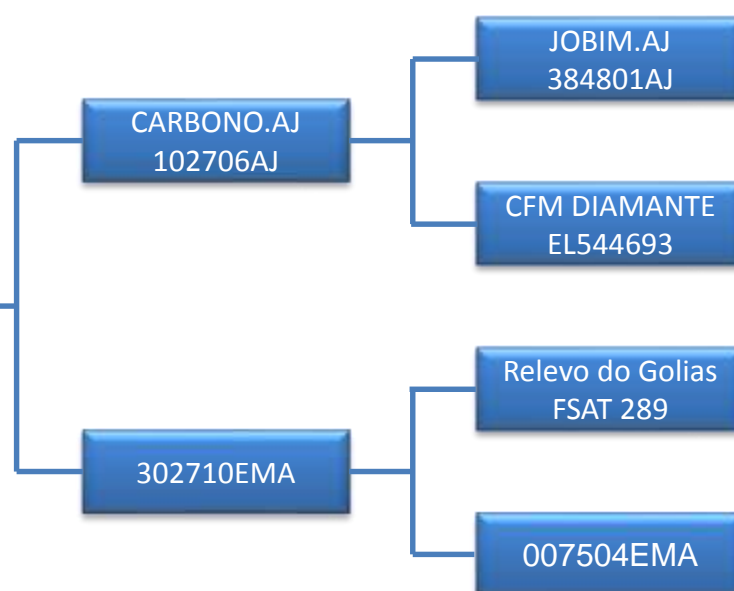 JOBIM.AJ
384801AJ
CARBONO.AJ
102706AJ
CFM DIAMANTE
EL544693
Relevo do Golias
FSAT 289
302710EMA
007504EMA